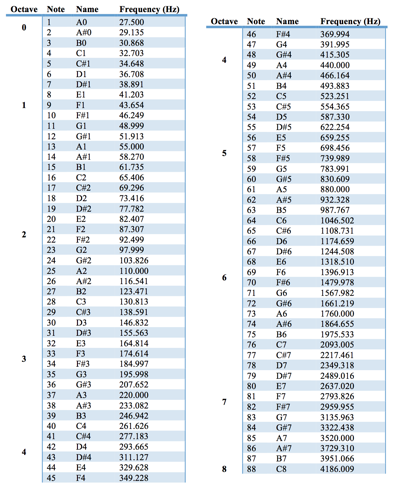 Octave Note Name Frequency (Hz)
0
1 A0 27.500
2 A#0 29.135
3 B0 30.868
4 C1 32.703
5 C#1 34.648
6 D1 36.708
7 D#1 38.891
8 E1 41.203
1 9 F1 43.654
10 F#1 46.249
11 G1 48.999
12 G#1 51.913
13 A1 55.000
14 A#1 58.270
15 B1 61.735
16 C2 65.406
17 C#2 69.296
18 D2 73.416
19 D#2 77.782
20 E2 82.407
21 F2 87.307
2 22 F#2 92.499
23 G2 97.999
24 G#2 103.826
25 A2 110.000
26 A#2 116.541
27 B2 123.471
28 C3 130.813
29 C#3 138.591
30 D3 146.832
31 D#3 155.563
32 E3 164.814
3 33 F3 174.614
34 F#3 184.997
35 G3 195.998
36 G#3 207.652
37 A3 220.000
38 A#3 233.082
39 B3 246.942
40 C4 261.626
41 C#4 277.183
42 D4 293.665
4 43 D#4 311.127
44 E4 329.628
45 F4 349.228
Octave Note Name Frequency (Hz)
46 F#4 369.994
47 G4 391.995
4 48 G#4 415.305
49 A4 440.000
50 A#4 466.164
51 B4 493.883
52 C5 523.251
53 C#5 554.365
54 D5 587.330
55 D#5 622.254
56 E5 659.255
5 57 F5 698.456
58 F#5 739.989
59 G5 783.991
60 G#5 830.609
61 A5 880.000
62 A#5 932.328
63 B5 987.767
64 C6 1046.502
65 C#6 1108.731
66 D6 1174.659
67 D#6 1244.508
68 E6 1318.510
6 69 F6 1396.913
70 F#6 1479.978
71 G6 1567.982
72 G#6 1661.219
73 A6 1760.000
74 A#6 1864.655
75 B6 1975.533
76 C7 2093.005
77 C#7 2217.461
78 D7 2349.318
79 D#7 2489.016
80 E7 2637.020
7 81 F7 2793.826
82 F#7 2959.955
83 G7 3135.963
84 G#7 3322.438
85 A7 3520.000
86 A#7 3729.310
87 B7 3951.066
8 88 C8 4186.009